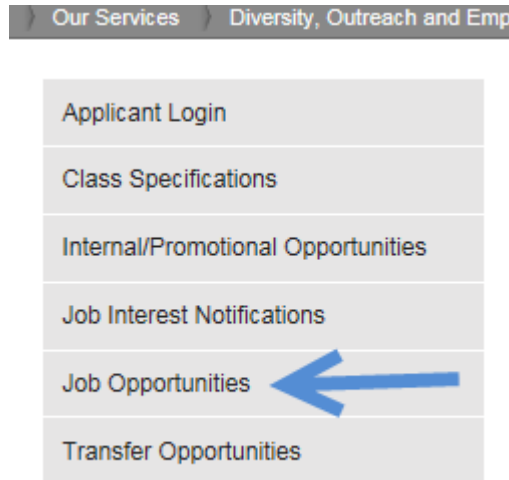 Our Services Diversity, Outreach and Emp
Applicant Login
Class Specifications
Internal/Promotional Opportunities
Job Interest Notifications
Job Opportunities
Transfer Opportunities